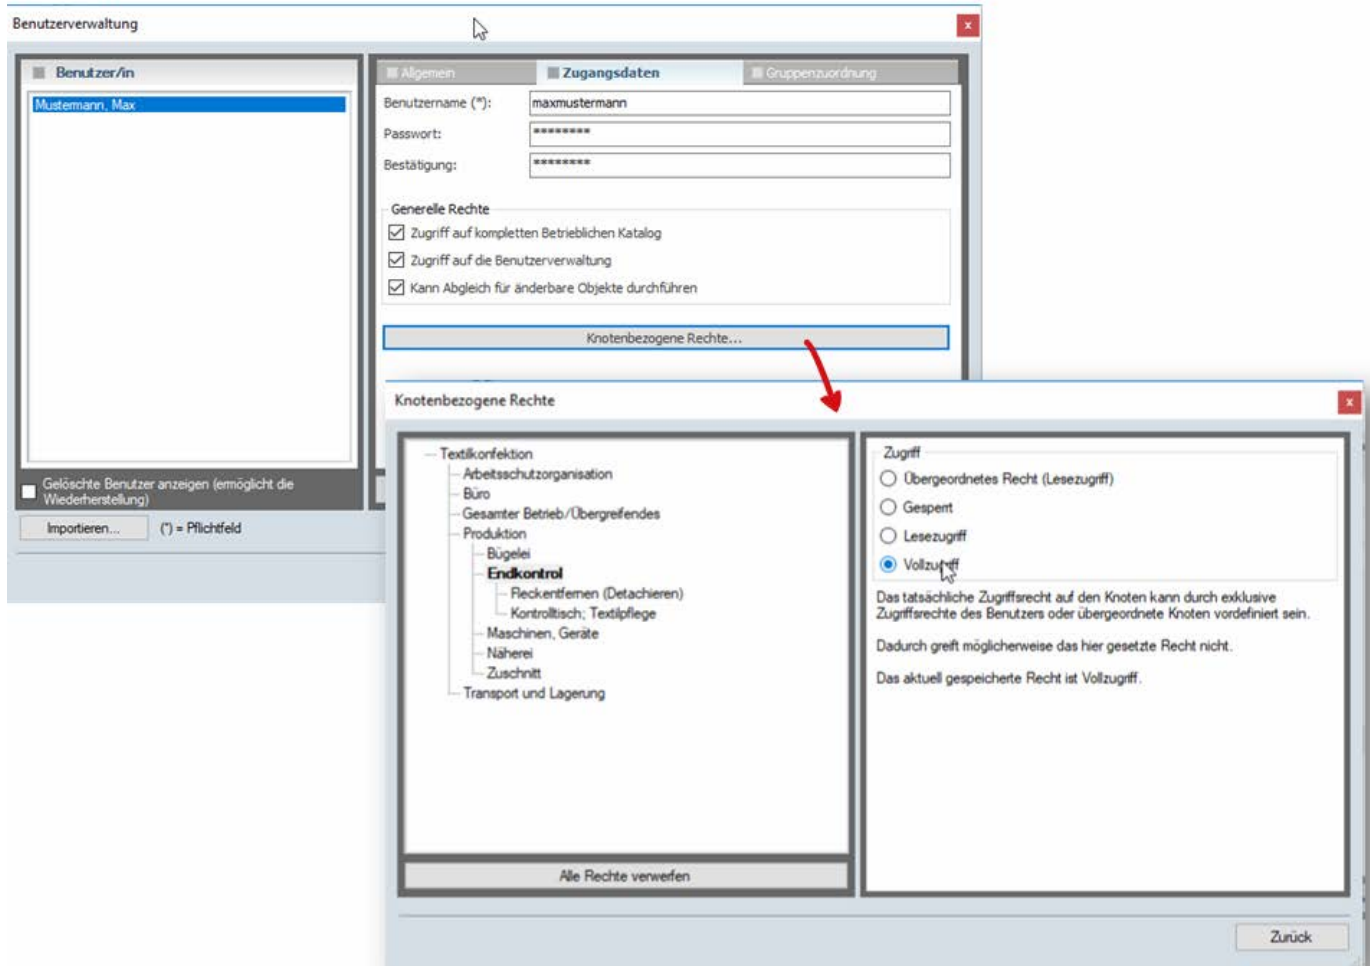 Benutzerverwaltung
x
Benutzer/in
Mustermann, Max
Gelöschte Benutzer anzeigen (ermöglicht die
Wiederherstellung)
Importieren...
(*) = Pflichtfeld
Allgemein
Zugangsdaten
Gruppenzuordnung
Benutzername (*):
maxmustermann
Passwort:
********
Bestätigung:
********
Generelle Rechte
Zugriff auf kompletten Betrieblichen Katalog
Zugriff auf die Benutzerverwaltung
Kann Abgleich für änderbare Objekte durchführen
Knotenbezogene Rechte...
Knotenbezogene Rechte
x
Textilkonfektion
Arbeitsschutzorganisation
Büro
Gesamter Betrieb/Übergreifendes
Produktion
Bügelei
Endkontrol
Fleckentfernen (Detachieren)
Kontrolltisch; Textilpflege
Maschinen, Geräte
Näherei
Zuschnitt
Transport und Lagerung
Alle Rechte verwerfen
Zugriff
Übergeordnetes Recht (Lesezugriff)
Gesperrt
Lesezugriff
Vollzugriff
Das tatsächliche Zugriffsrecht auf den Knoten kann durch exklusive
Zugriffsrechte des Benutzers oder übergeordnete Knoten vordefiniert sein.
Dadurch greift möglicherweise das hier gesetzte Recht nicht.
Das aktuell gespeicherte Recht ist Vollzugriff.
Zurück